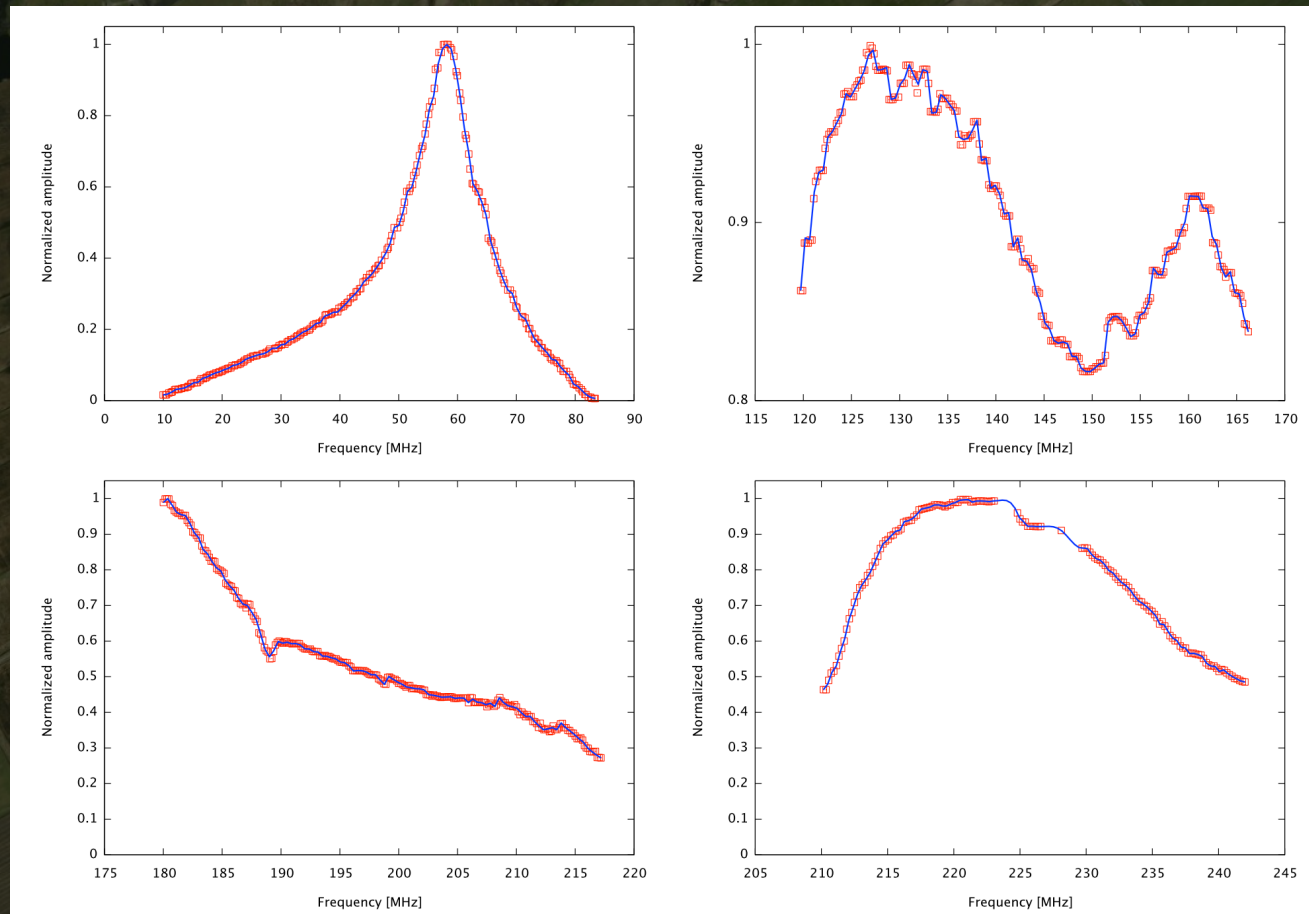 1
0.8
0.6
0.4
0.2
0
Normalized amplitude
0 10 20 30 40 50 60 70 80 90
Frequency [MHz]
1
0.9
0.8
Normalized amplitude
115 120 125 130 135 140 145 150 155 160 165 170
Frequency [MHz]
1
0.9
0.8
0.7
0.6
0.5
0.4
0.3
0.2
0.1
0
Normalized amplitude
175 180 185 190 195 200 205 210 215 220
Frequency [MHz]
1
0.9
0.8
0.7
0.6
0.5
0.4
0.3
0.2
0.1
0
Normalized amplitude
205 210 215 220 225 230 235 240 245
Frequency [MHz]